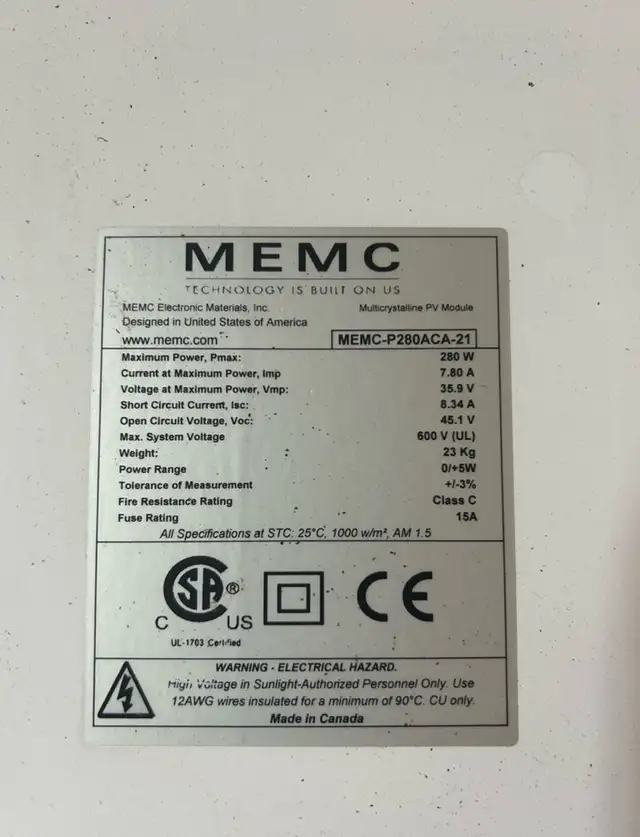 MEMC
TECHNOLOGY IS BUILT ON US
MEMC Electronic Materials, Inc. Multicrystalline PV Module
Designed in United States of America
www.memc.com MEMC-P280ACA-21
Maximum Power, Pmax: 280 W
Current at Maximum Power, Imp 7.80 A
Voltage at Maximum Power, Vmp: 35.9 V
Short Circuit Current, Isc: 8.34 A
Open Circuit Voltage, Voc: 45.1 V
Max. System Voltage 600 V (UL)
Weight: 23 Kg
Power Range 0/+5W
Tolerance of Measurement +/-3%
Fire Resistance Rating Class C
Fuse Rating 15A
All Specifications at STC: 25°C, 1000 w/m², AM 1.5
C SA ® US CE
UL-1703 Certified
WARNING - ELECTRICAL HAZARD.
High Voltage in Sunlight-Authorized Personnel Only. Use
12AWG wires insulated for a minimum of 90°C. CU only.
Made in Canada